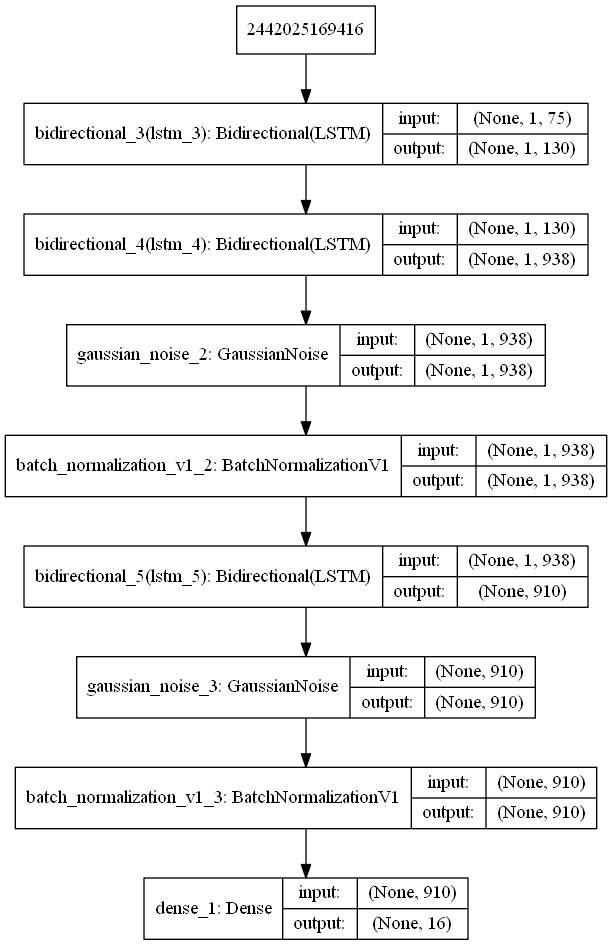 2442025169416
bidirectional_3(lstm_3): Bidirectional(LSTM)
input: (None, 1, 75)
output: (None, 1, 130)
bidirectional_4(lstm_4): Bidirectional(LSTM)
input: (None, 1, 130)
output: (None, 1, 938)
gaussian_noise_2: GaussianNoise
input: (None, 1, 938)
output: (None, 1, 938)
batch_normalization_v1_2: BatchNormalizationV1
input: (None, 1, 938)
output: (None, 1, 938)
bidirectional_5(lstm_5): Bidirectional(LSTM)
input: (None, 1, 938)
output: (None, 910)
gaussian_noise_3: GaussianNoise
input: (None, 910)
output: (None, 910)
batch_normalization_v1_3: BatchNormalizationV1
input: (None, 910)
output: (None, 910)
dense_1: Dense
input: (None, 910)
output: (None, 16)